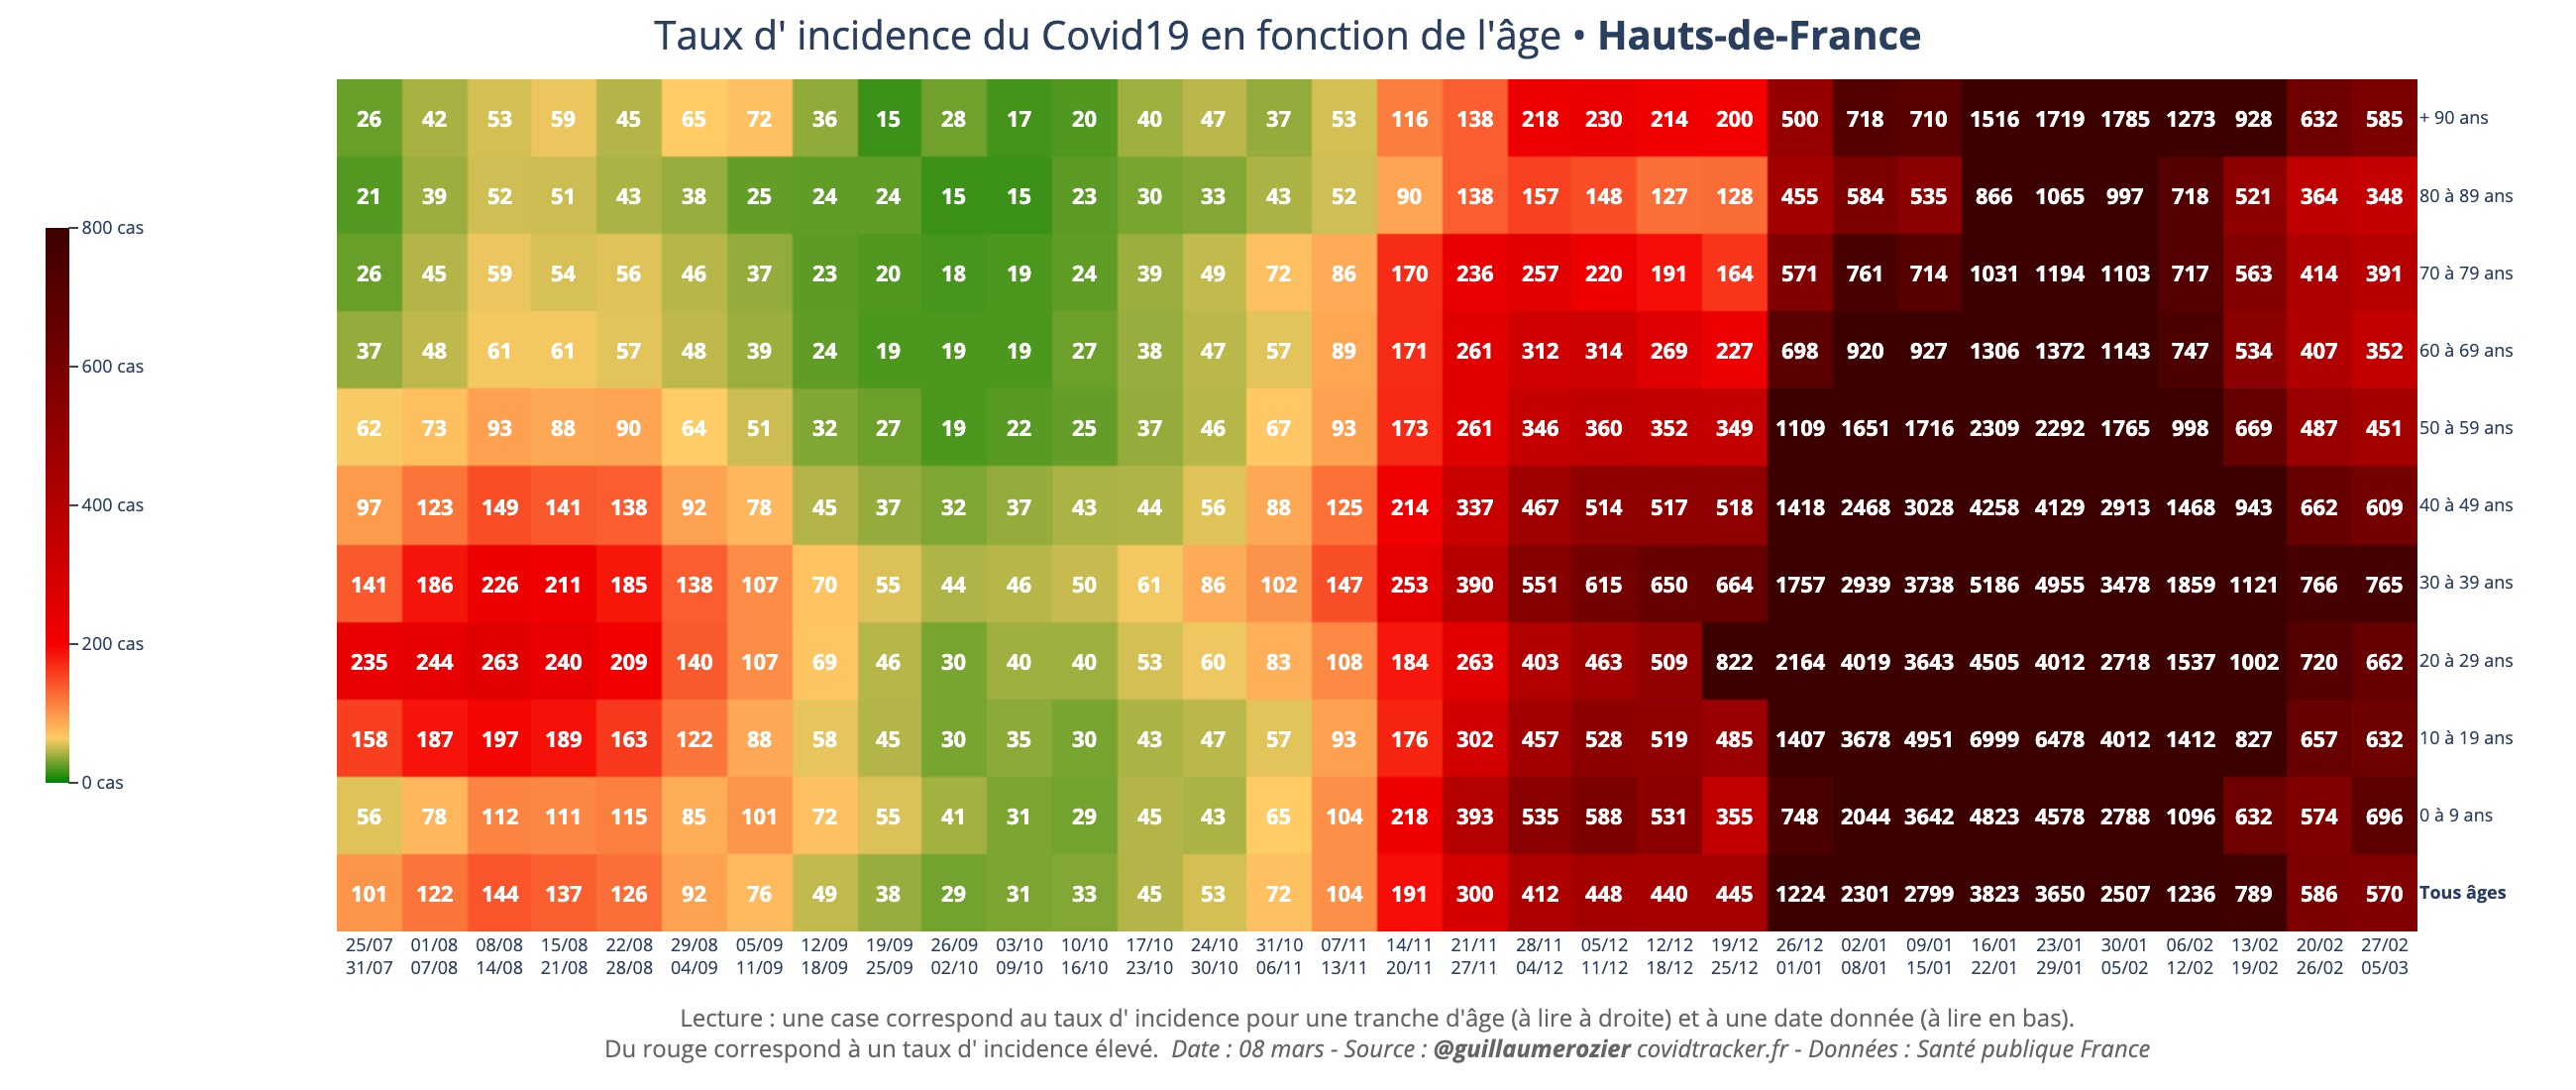 Taux d' incidence du Covid19 en fonction de l'âge • Hauts-de-France
800 cas
600 cas
400 cas
200 cas
0 cas
26 42 53 59 45 65 72 36 15 28 17 20 40 47 37 53 116 138 218 230 214 200 500 718 710 1516 1719 1785 1273 928 632 585 + 90 ans
21 39 52 51 43 38 25 24 24 15 15 23 30 33 43 52 90 138 157 148 127 128 455 584 535 866 1065 997 718 521 364 348 80 à 89 ans
26 45 59 54 56 46 37 23 20 18 19 24 39 49 72 86 170 236 257 220 191 164 571 761 714 1031 1194 1103 717 563 414 391 70 à 79 ans
37 48 61 61 57 48 39 24 19 19 19 27 38 47 57 89 171 261 312 314 269 227 698 920 927 1306 1372 1143 747 534 407 352 60 à 69 ans
62 73 93 88 90 64 51 32 27 19 22 25 37 46 67 93 173 261 346 360 352 349 1109 1651 1716 2309 2292 1765 998 669 487 451 50 à 59 ans
97 123 149 141 138 92 78 45 37 32 37 43 44 56 88 125 214 337 467 514 517 518 1418 2468 3028 4258 4129 2913 1468 943 662 609 40 à 49 ans
141 186 226 211 185 138 107 70 55 44 46 50 61 86 102 147 253 390 551 615 650 664 1757 2939 3738 5186 4955 3478 1859 1121 766 765 30 à 39 ans
235 244 263 240 209 140 107 69 46 30 40 40 53 60 83 108 184 263 403 463 509 822 2164 4019 3643 4505 4012 2718 1537 1002 720 662 20 à 29 ans
158 187 197 189 163 122 88 58 45 30 35 30 43 47 57 93 176 302 457 528 519 485 1407 3678 4951 6999 6478 4012 1412 827 657 632 10 à 19 ans
56 78 112 111 115 85 101 72 55 41 31 29 45 43 65 104 218 393 535 588 531 355 748 2044 3642 4823 4578 2788 1096 632 574 696 0 à 9 ans
101 122 144 137 126 92 76 49 38 29 31 33 45 53 72 104 191 300 412 448 440 445 1224 2301 2799 3823 3650 2507 1236 789 586 570 Tous âges
25/07 01/08 08/08 15/08 22/08 29/08 05/09 12/09 19/09 26/09 03/10 10/10 17/10 24/10 31/10 07/11 14/11 21/11 28/11 05/12 12/12 19/12 26/12 02/01 09/01 16/01 23/01 30/01 06/02 13/02 20/02 27/02
31/07 07/08 14/08 21/08 28/08 04/09 11/09 18/09 25/09 02/10 09/10 16/10 23/10 30/10 06/11 13/11 20/11 27/11 04/12 11/12 18/12 25/12 01/01 08/01 15/01 22/01 29/01 05/02 12/02 19/02 26/02 05/03
Lecture : une case correspond au taux d' incidence pour une tranche d'âge (à lire à droite) et à une date donnée (à lire en bas).
Du rouge correspond à un taux d' incidence élevé. Date : 08 mars - Source : @guillaumerozier covidtracker.fr - Données : Santé publique France